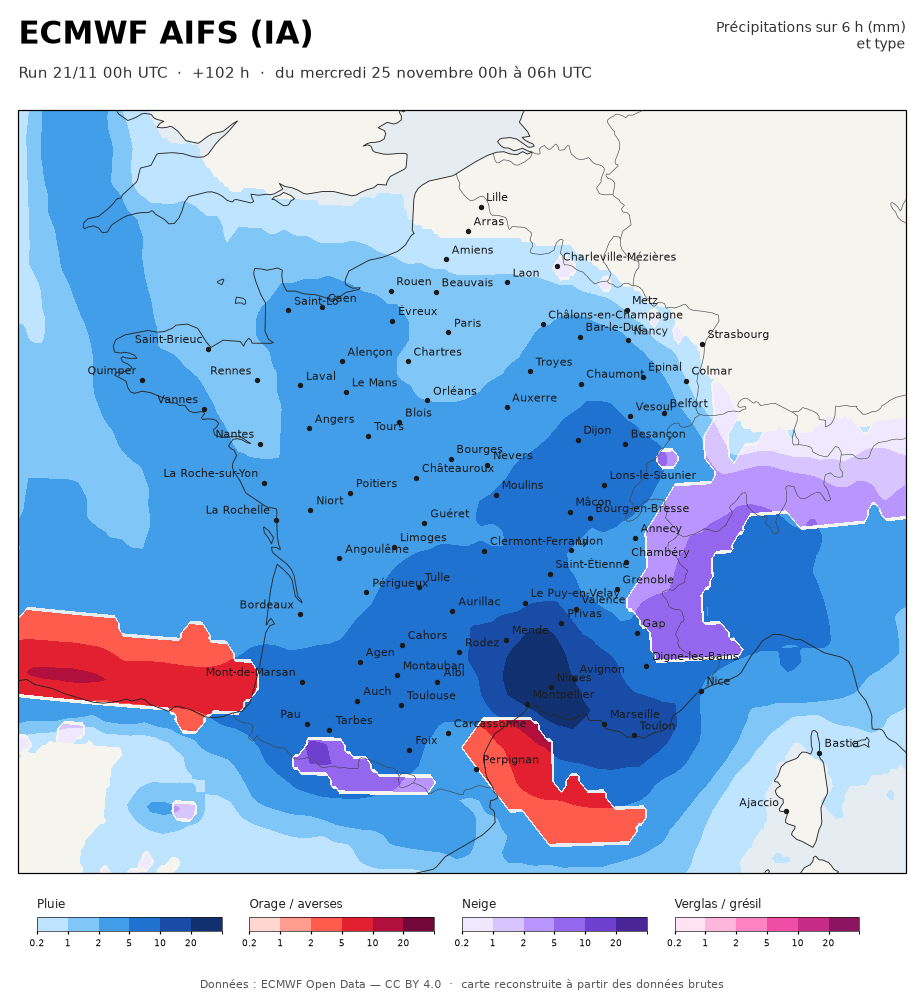 ECMWF AIFS (IA)
Précipitations sur 6 h (mm)
et type
Run 21/11 00h UTC · +102 h · du mercredi 25 novembre 00h à 06h UTC
Lille
Arras
Amiens
Charleville-Mézières
Laon
Rouen
Beauvais
Saint-Lô
Caen
Metz
Évreux
Châlons-en-Champagne
Paris
Bar-le-Duc
Nancy
Strasbourg
Saint-Brieuc
Alençon
Chartres
Troyes
Quimper
Rennes
Laval
Le Mans
Chaumont
Épinal
Colmar
Orléans
Vannes
Auxerre
Vesoul
Belfort
Blois
Angers
Tours
Nantes
Dijon
Besançon
Bourges
Nevers
La Roche-sur-Yon
Châteauroux
Lons-le-Saunier
Poitiers
Moulins
Niort
La Rochelle
Mâcon
Bourg-en-Bresse
Guéret
Annecy
Limoges
Angoulême
Clermont-Ferrand
Lyon
Chambéry
Saint-Étienne
Périgueux
Tulle
Grenoble
Le Puy-en-Velay
Valence
Bordeaux
Aurillac
Privas
Gap
Cahors
Rodez
Mende
Agen
Digne-les-Bains
Mont-de-Marsan
Montauban
Albi
Avignon
Nîmes
Nice
Auch
Toulouse
Montpellier
Pau
Tarbes
Carcassonne
Marseille
Toulon
Foix
Bastia
Perpignan
Ajaccio
Pluie
0.2 1 2 5 10 20
Orage / averses
0.2 1 2 5 10 20
Neige
0.2 1 2 5 10 20
Verglas / grésil
0.2 1 2 5 10 20
Données : ECMWF Open Data — CC BY 4.0 · carte reconstruite à partir des données brutes